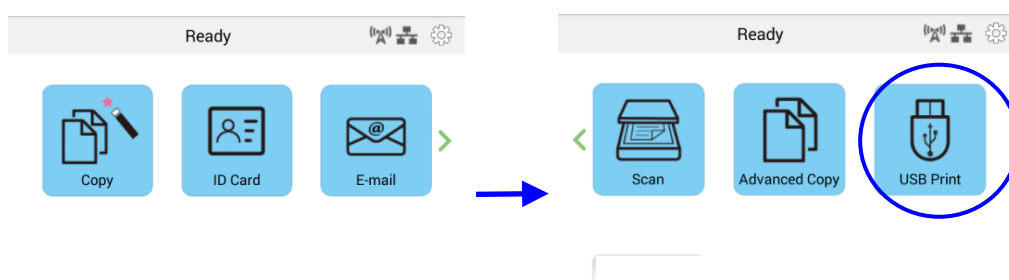 Ready
Copy
ID Card
E-mail
Ready
Scan
Advanced Copy
USB Print